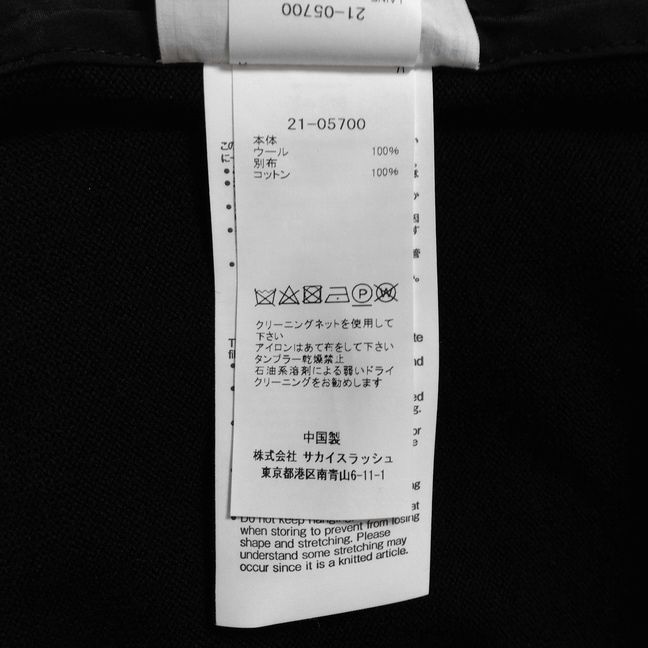 LAINE
21-05700
21-05700
本体
ウール 100%
別布
コットン 100%
P
W
クリーニングネットを使用して
下さい
アイロンはあて布をして下さい
タンブラー乾燥禁止
石油系溶剤による弱いドライ
クリーニングをお勧めします
中国製
株式会社 サカイスラッシュ
東京都港区南青山6-11-1
when storing to prevent from losing
shape and stretching. Please
understand some stretching may
occur since it is a knitted article.